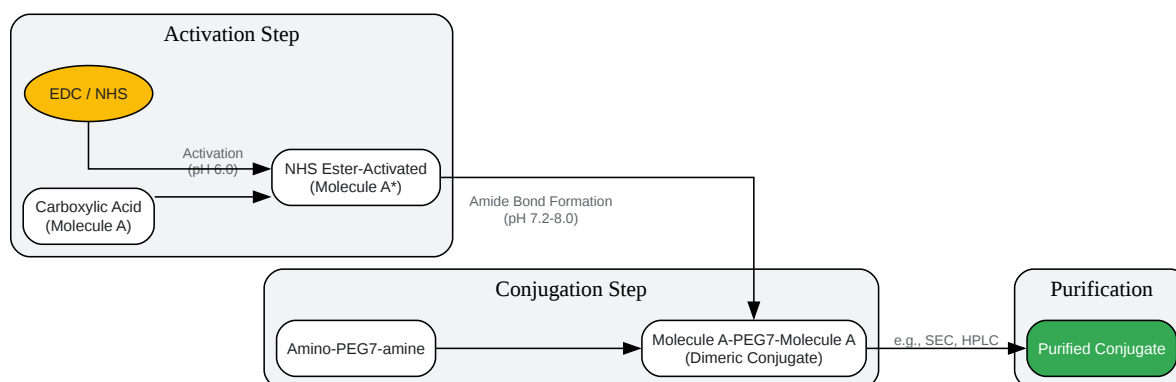 Activation Step
EDC / NHS
Activation
(pH 6.0)
NHS Ester-Activated
(Molecule A*)
Carboxylic Acid
(Molecule A)
Amide Bond Formation
(pH 7.2-8.0)
Conjugation Step
Amino-PEG7-amine
Molecule A-PEG7-Molecule A
(Dimeric Conjugate)
e.g., SEC, HPLC
Purification
Purified Conjugate